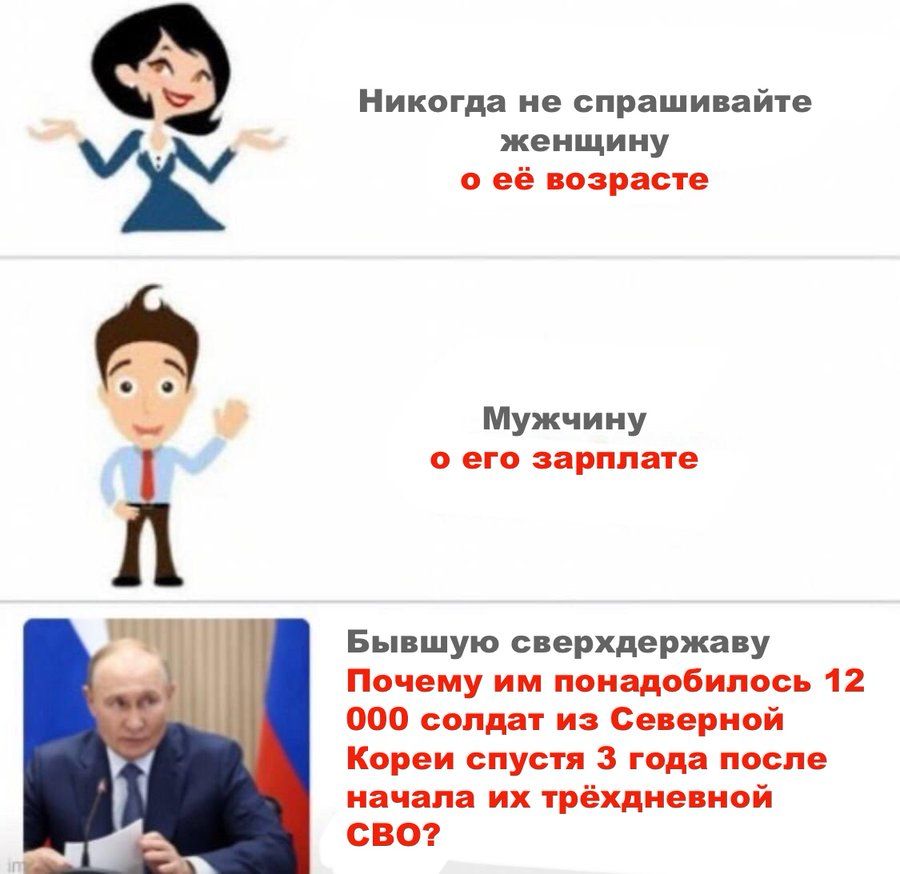 Никогда не спрашивайте
женщину
о её возрасте
Мужчину
о его зарплате
Бывшую сверхдержаву
Почему им понадобилось 12
000 солдат из Северной
Кореи спустя 3 года после
начала их трёхдневной
СВО?